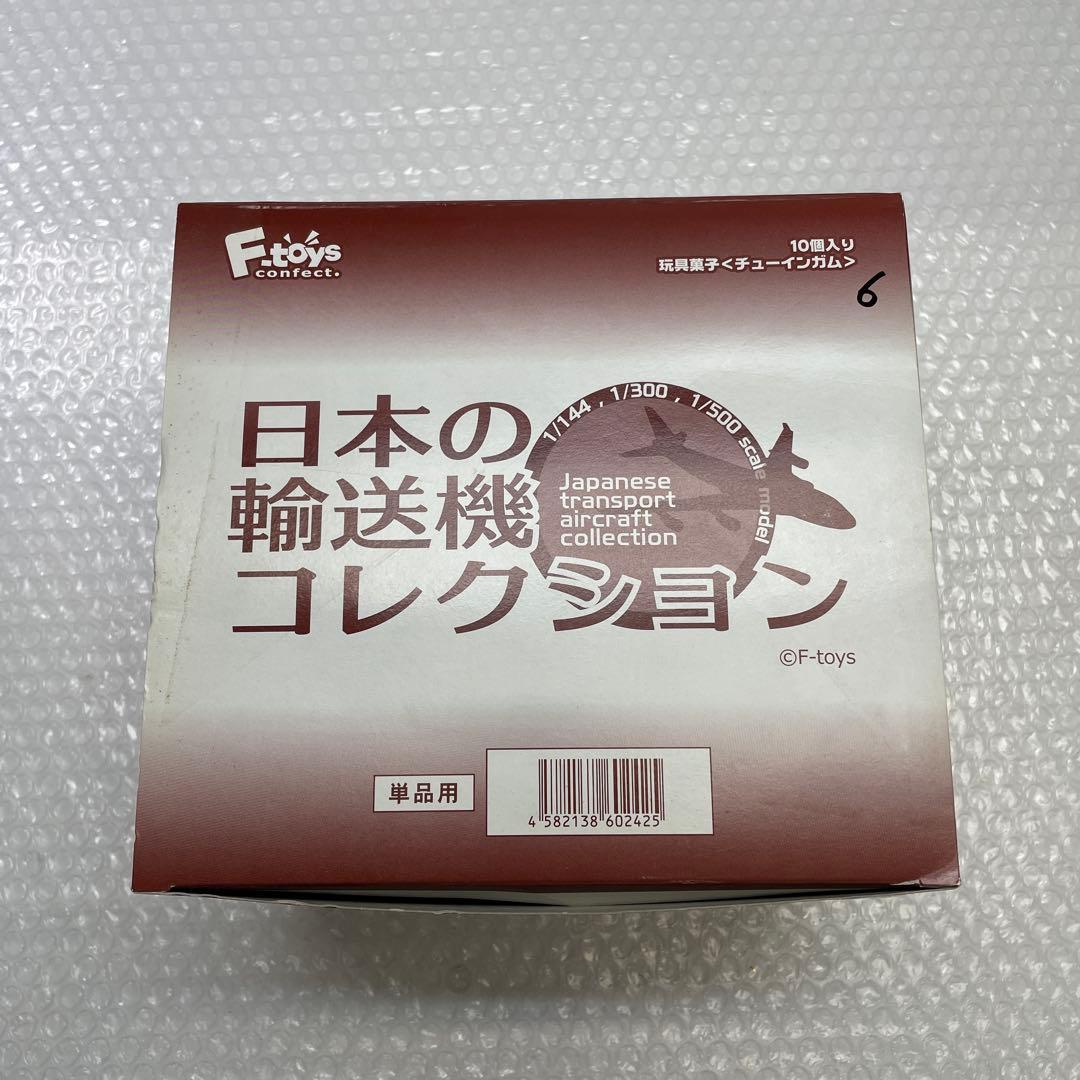 F-toys
confect.
10個入り
玩具菓子<チューインガム>
6
日本の
輸送機
コレクション
1/144 , 1/300 , 1/500 scale model
Japanese
transport
aircraft
collection
©F-toys
単品用
4 582138 602425